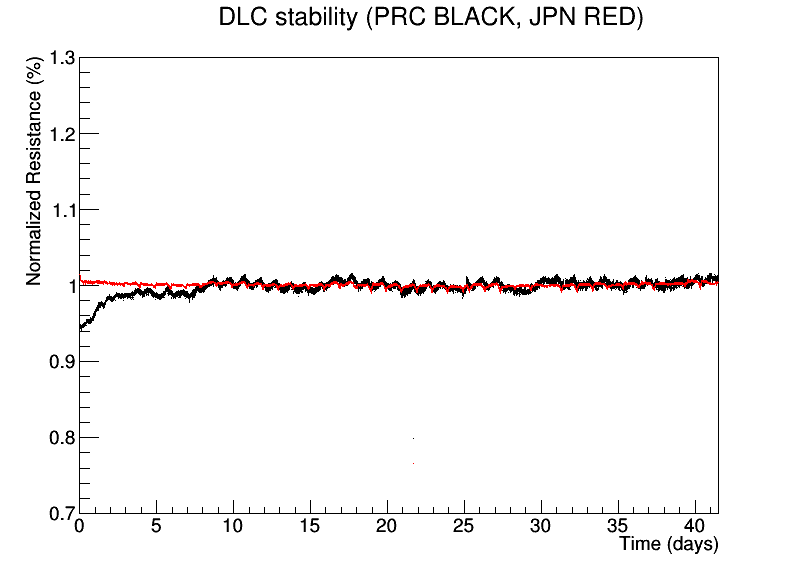 DLC stability (PRC BLACK, JPN RED)
Normalized Resistance (%)
1.3
1.2
1.1
1
0.9
0.8
0.7
0 5 10 15 20 25 30 35 40
Time (days)